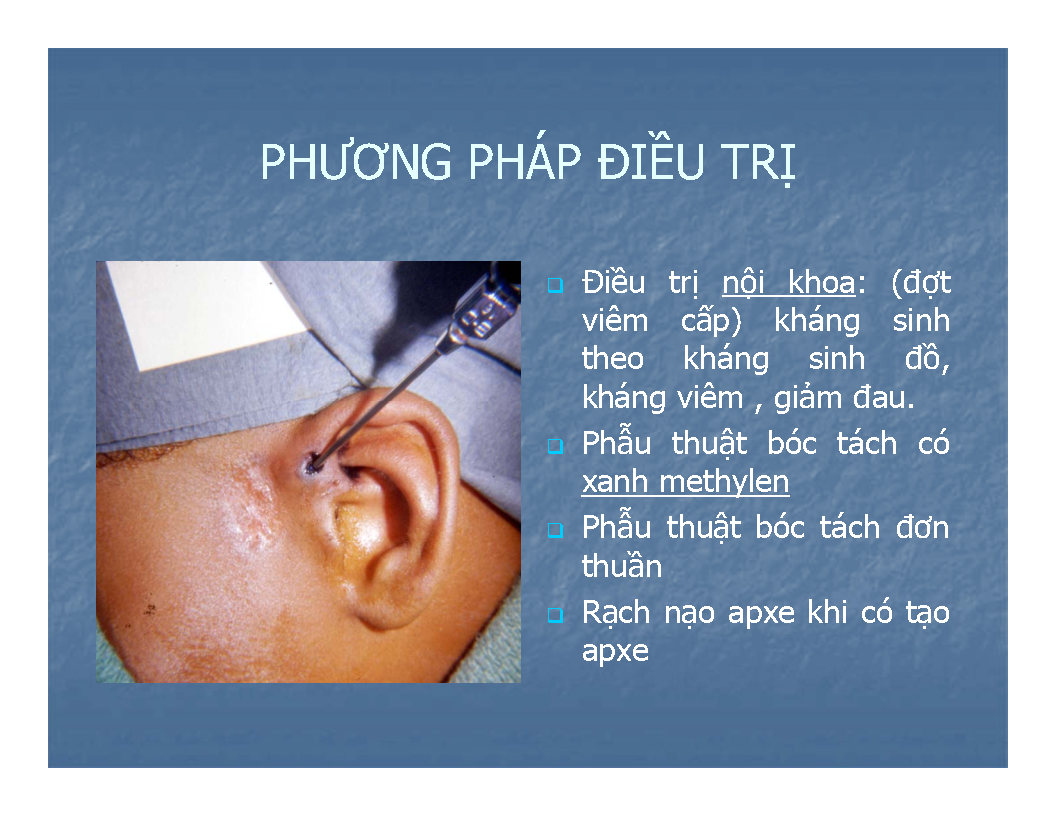 PHƯƠNG PHÁP ĐIỀU TRỊ
Điều trị nội khoa: (đợt
viêm cấp) kháng sinh
theo kháng sinh đồ,
kháng viêm , giảm đau.
Phẫu thuật bóc tách có
xanh methylen
Phẫu thuật bóc tách đơn
thuần
Rạch nạo apxe khi có tạo
apxe